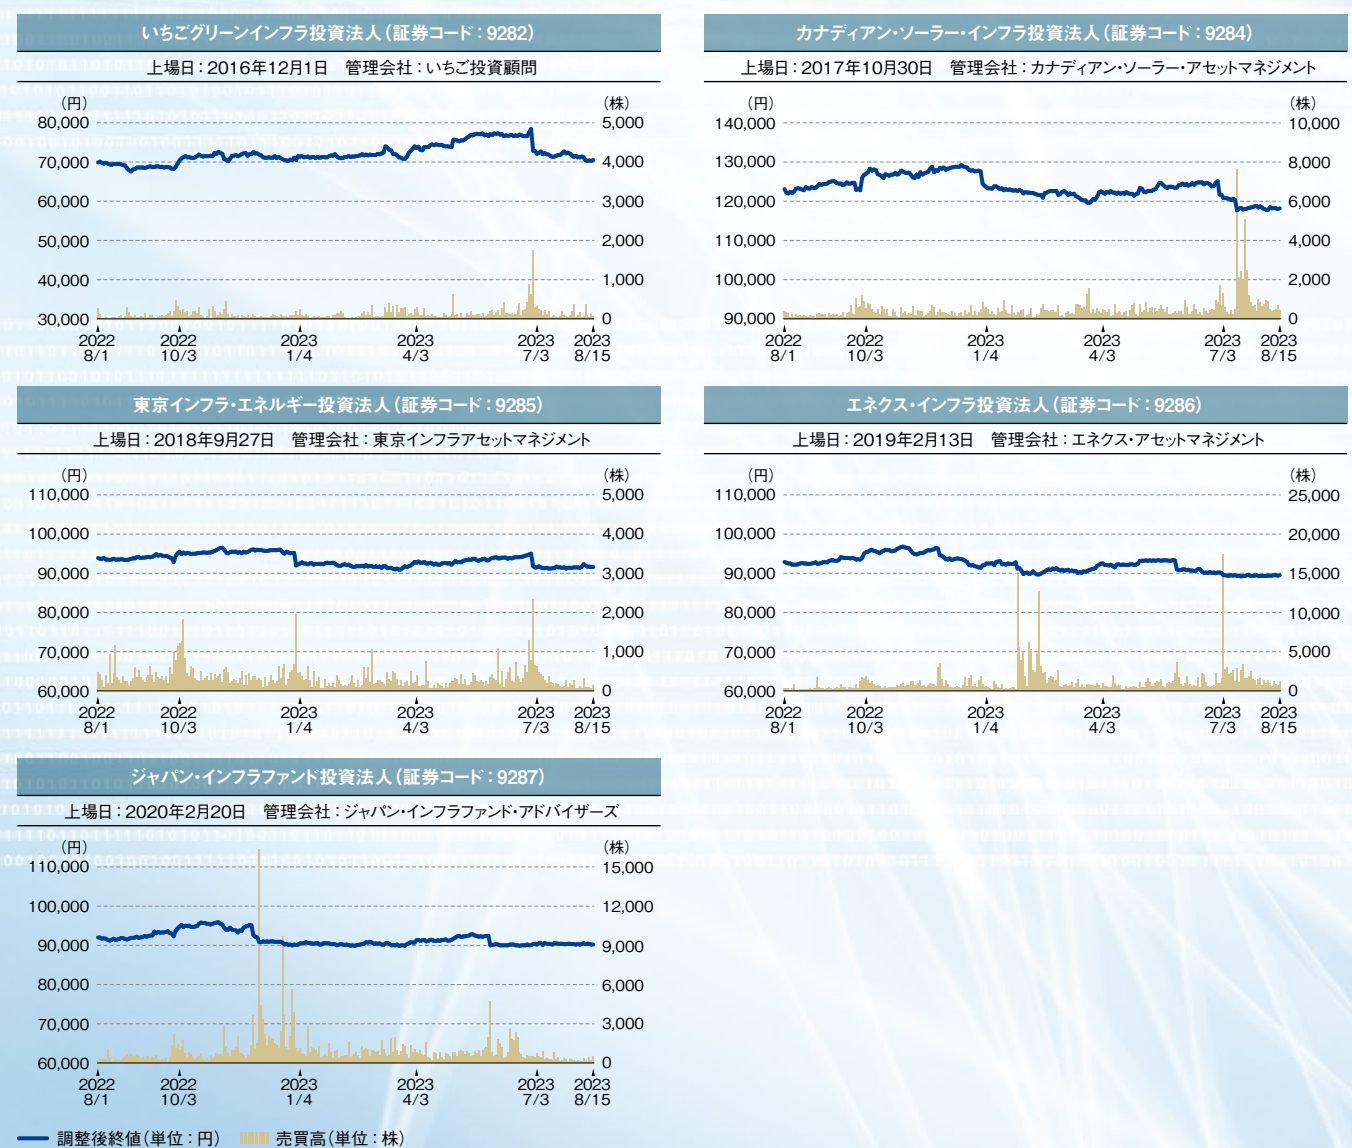 いちごグリーンインフラ投資法人（証券コード：9282）
上場日：2016年12月1日　管理会社：いちご投資顧問
（円）　（株）
80,000　5,000
70,000　4,000
60,000　3,000
50,000　2,000
40,000　1,000
30,000　0
2022　2022　2023　2023　2023　2023
8/1　10/3　1/4　4/3　7/3　8/15
カナディアン・ソーラー・インフラ投資法人（証券コード：9284）
上場日：2017年10月30日　管理会社：カナディアン・ソーラー・アセットマネジメント
（円）　（株）
140,000　10,000
130,000　8,000
120,000　6,000
110,000　4,000
100,000　2,000
90,000　0
2022　2022　2023　2023　2023　2023
8/1　10/3　1/4　4/3　7/3　8/15
東京インフラ・エネルギー投資法人（証券コード：9285）
上場日：2018年9月27日　管理会社：東京インフラアセットマネジメント
（円）　（株）
110,000　5,000
100,000　4,000
90,000　3,000
80,000　2,000
70,000　1,000
60,000　0
2022　2022　2023　2023　2023　2023
8/1　10/3　1/4　4/3　7/3　8/15
エネクス・インフラ投資法人（証券コード：9286）
上場日：2019年2月13日　管理会社：エネクス・アセットマネジメント
（円）　（株）
110,000　25,000
100,000　20,000
90,000　15,000
80,000　10,000
70,000　5,000
60,000　0
2022　2022　2023　2023　2023　2023
8/1　10/3　1/4　4/3　7/3　8/15
ジャパン・インフラファンド投資法人（証券コード：9287）
上場日：2020年2月20日　管理会社：ジャパン・インフラファンド・アドバイザーズ
（円）　（株）
110,000　15,000
100,000　12,000
90,000　9,000
80,000　6,000
70,000　3,000
60,000　0
2022　2022　2023　2023　2023　2023
8/1　10/3　1/4　4/3　7/3　8/15
調整後終値（単位：円）　売買高（単位：株）